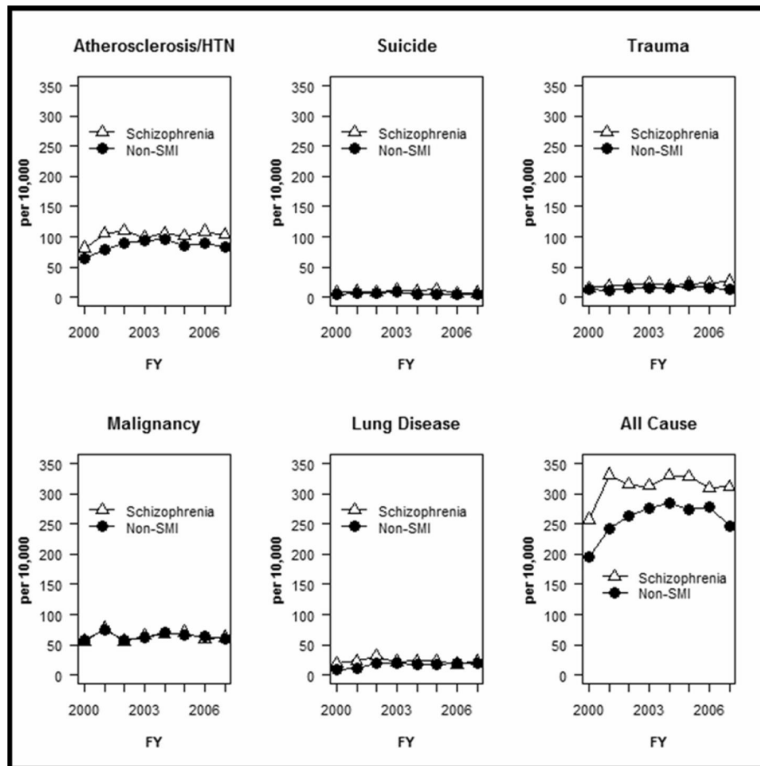 Atherosclerosis/HTN
per 10,000
350
300
250
200
150
100
50
0
Schizophrenia
Non-SMI
2000 2003 2006
FY
Suicide
per 10,000
350
300
250
200
150
100
50
0
Schizophrenia
Non-SMI
2000 2003 2006
FY
Trauma
per 10,000
350
300
250
200
150
100
50
0
Schizophrenia
Non-SMI
2000 2003 2006
FY
Malignancy
per 10,000
350
300
250
200
150
100
50
0
Schizophrenia
Non-SMI
2000 2003 2006
FY
Lung Disease
per 10,000
350
300
250
200
150
100
50
0
Schizophrenia
Non-SMI
2000 2003 2006
FY
All Cause
per 10,000
350
300
250
200
150
100
50
0
Schizophrenia
Non-SMI
2000 2003 2006
FY